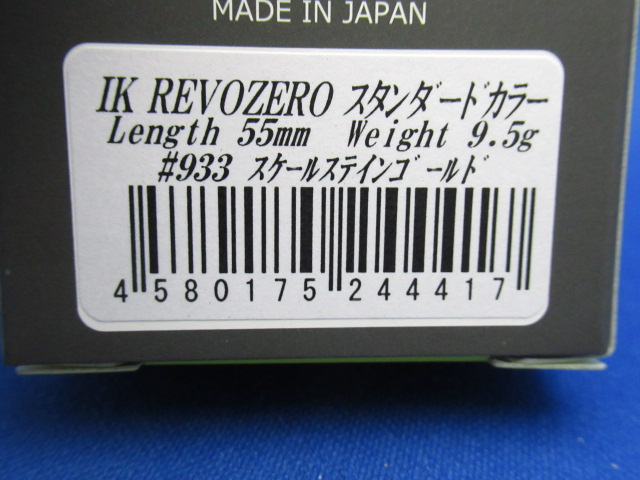 MADE IN JAPAN
IK REVOZERO スタンダードカラー
Length 55mm Weight 9.5g
#933 スケールステインゴールド
4 580175 244417